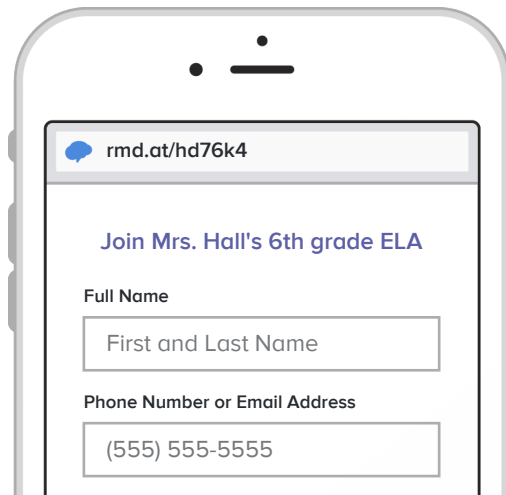 rmd.at/hd76k4
Join Mrs. Hall's 6th grade ELA
Full Name
First and Last Name
Phone Number or Email Address
(555) 555-5555